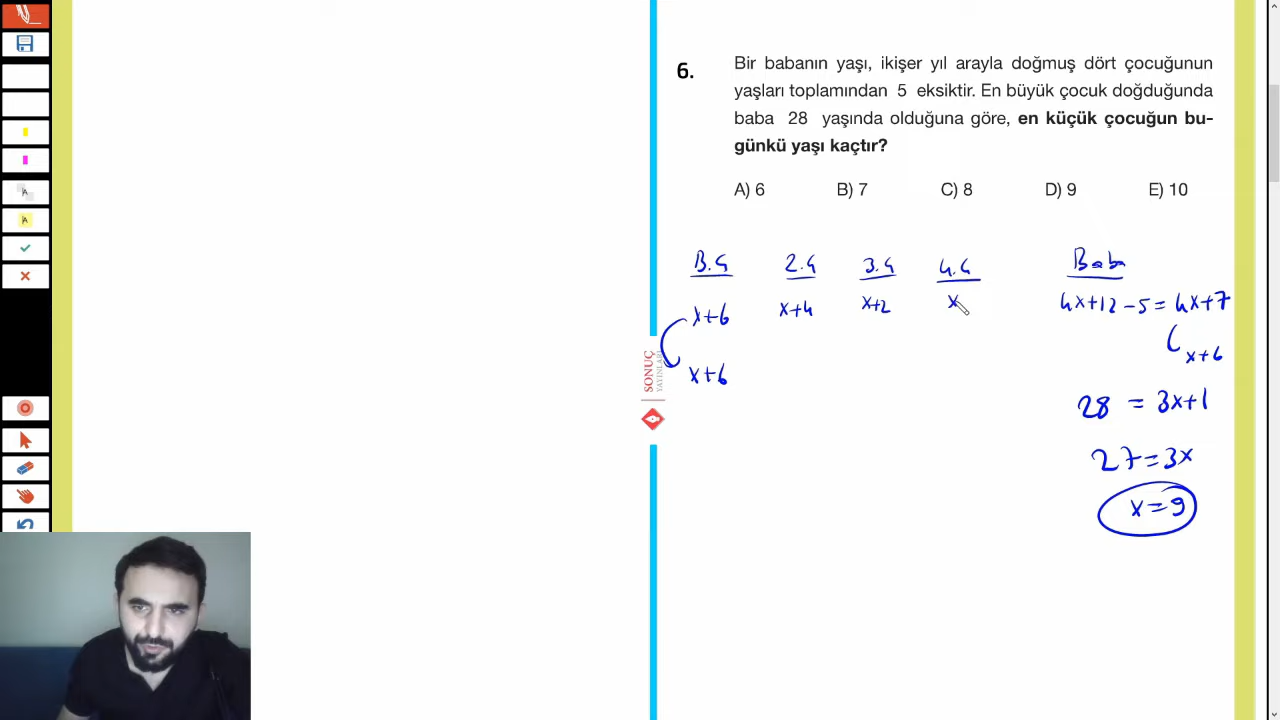 6.
Bir babanın yaşı, ikişer yıl arayla doğmuş dört çocuğunun
yaşları toplamından 5 eksiktir. En büyük çocuk doğduğunda
baba 28 yaşında olduğuna göre, en küçük çocuğun bu-
günkü yaşı kaçtır?
A) 6 B) 7 C) 8 D) 9 E) 10
B.Ç 2.Ç 3.Ç 4.Ç Baba
x+6 x+4 x+2 x 4x+12-5=4x+7
x+6
x+6
28 = 3x+1
27=3x
x=9
SONUÇ
YAYINLARI
A
A